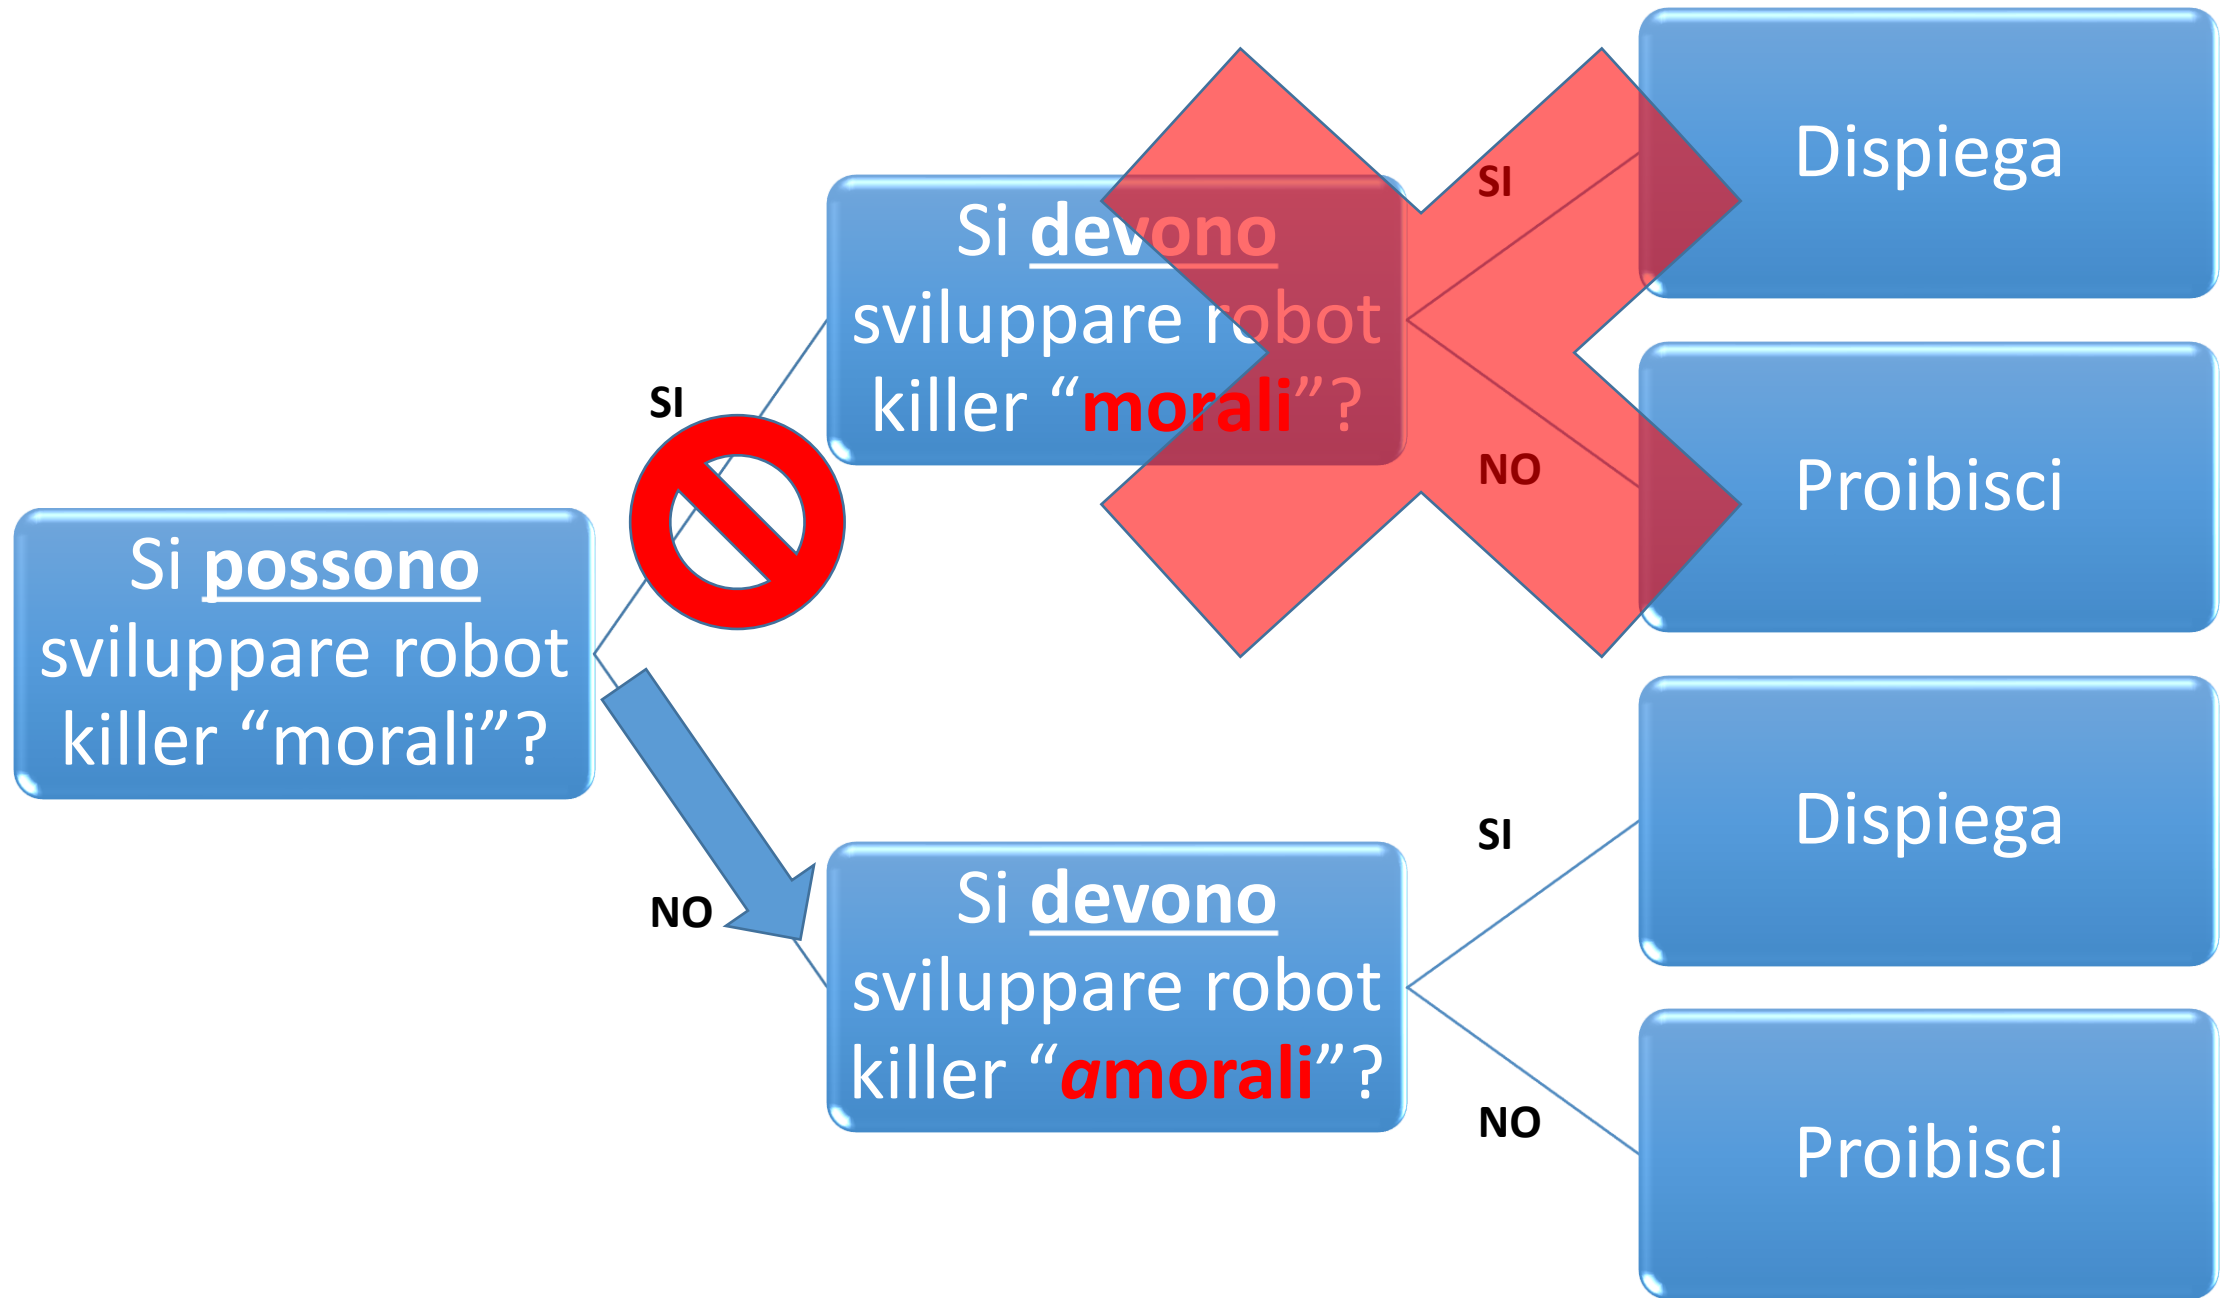 Si possono
sviluppare robot
killer “morali”?
SI
NO
Si devono
sviluppare robot
killer “morali”?
SI
NO
Dispiega
Proibisci
Si devono
sviluppare robot
killer “amorali”?
SI
NO
Dispiega
Proibisci